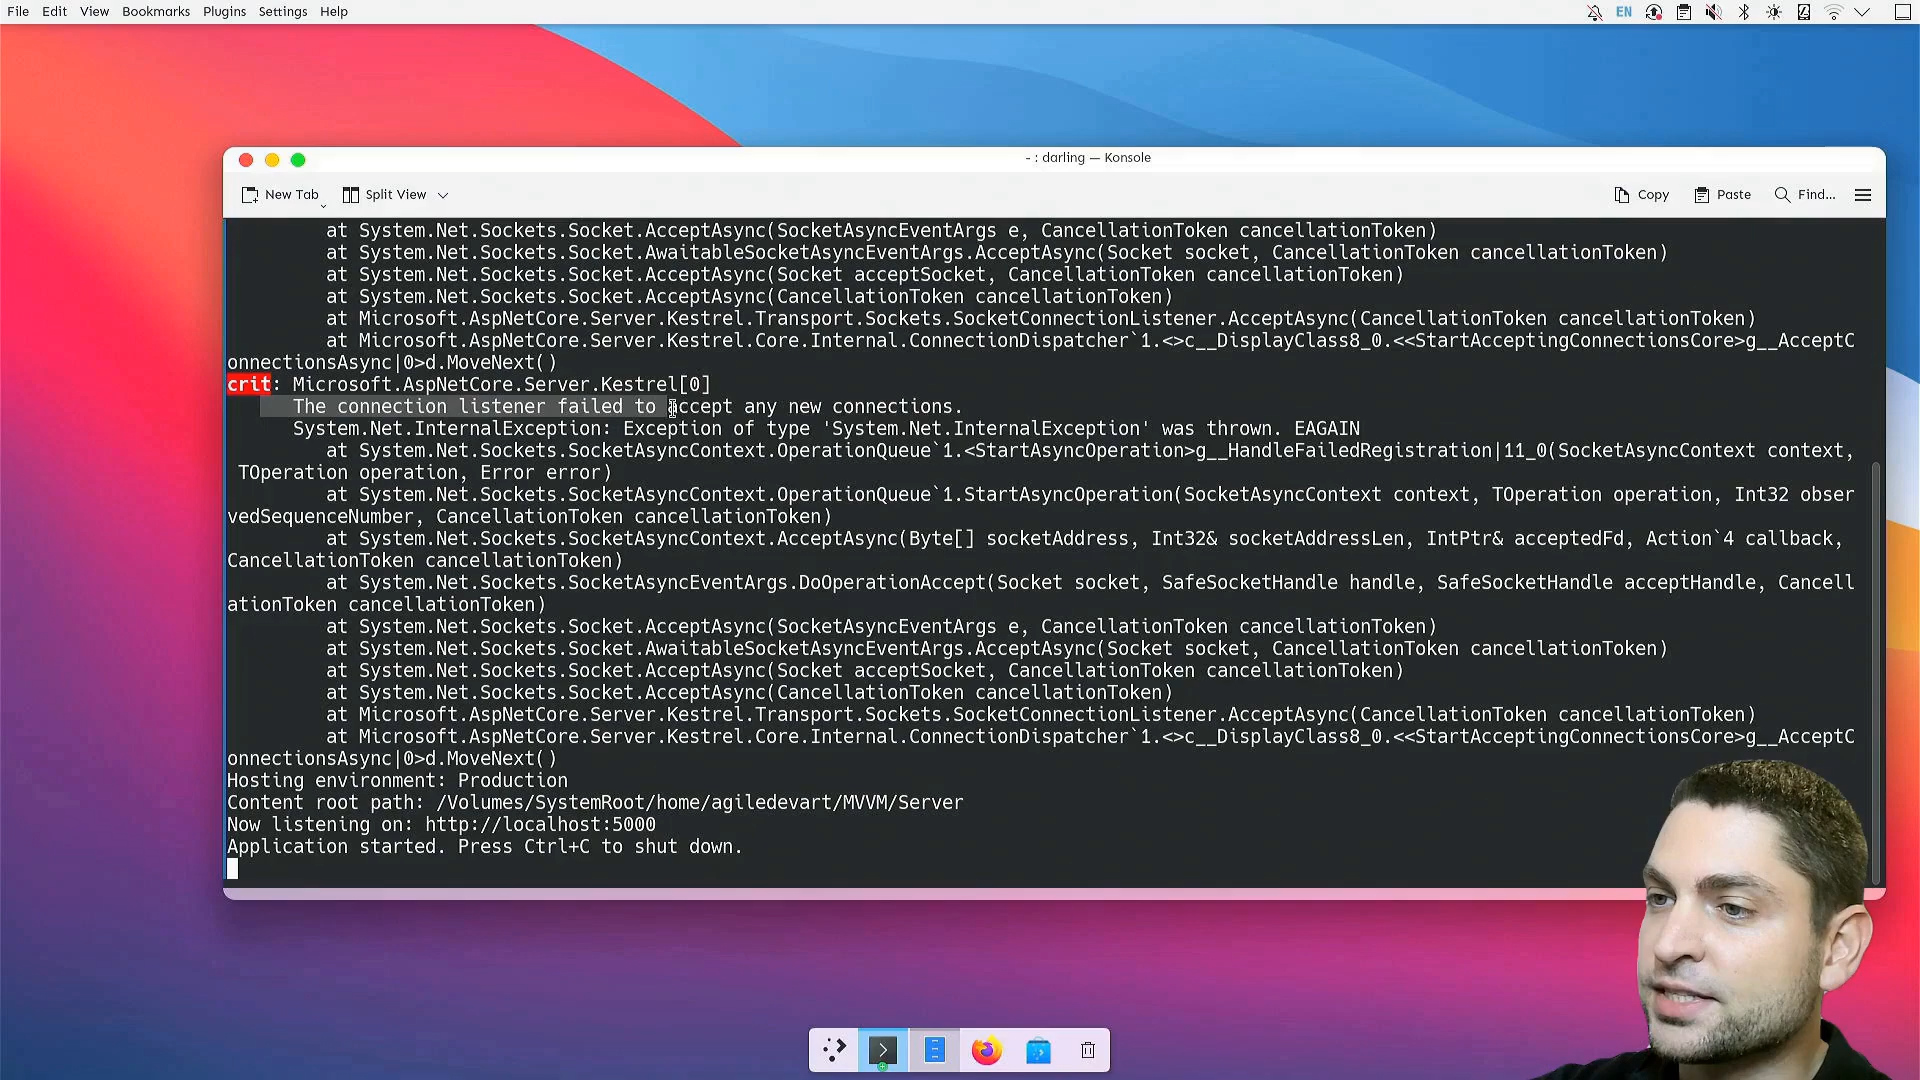 File Edit View Bookmarks Plugins Settings Help
EN
- : darling — Konsole
New Tab Split View Copy Paste Find...
at System.Net.Sockets.Socket.AcceptAsync(SocketAsyncEventArgs e, CancellationToken cancellationToken)
at System.Net.Sockets.Socket.AwaitableSocketAsyncEventArgs.AcceptAsync(Socket socket, CancellationToken cancellationToken)
at System.Net.Sockets.Socket.AcceptAsync(Socket acceptSocket, CancellationToken cancellationToken)
at System.Net.Sockets.Socket.AcceptAsync(CancellationToken cancellationToken)
at Microsoft.AspNetCore.Server.Kestrel.Transport.Sockets.SocketConnectionListener.AcceptAsync(CancellationToken cancellationToken)
at Microsoft.AspNetCore.Server.Kestrel.Core.Internal.ConnectionDispatcher`1.<>c__DisplayClass8_0.<<StartAcceptingConnectionsCore>g__AcceptC
onnectionsAsync|0>d.MoveNext()
crit: Microsoft.AspNetCore.Server.Kestrel[0]
The connection listener failed to accept any new connections.
System.Net.InternalException: Exception of type 'System.Net.InternalException' was thrown. EAGAIN
at System.Net.Sockets.SocketAsyncContext.OperationQueue`1.<StartAsyncOperation>g__HandleFailedRegistration|11_0(SocketAsyncContext context,
TOperation operation, Error error)
at System.Net.Sockets.SocketAsyncContext.OperationQueue`1.StartAsyncOperation(SocketAsyncContext context, TOperation operation, Int32 obser
vedSequenceNumber, CancellationToken cancellationToken)
at System.Net.Sockets.SocketAsyncContext.AcceptAsync(Byte[] socketAddress, Int32& socketAddressLen, IntPtr& acceptedFd, Action`4 callback,
CancellationToken cancellationToken)
at System.Net.Sockets.SocketAsyncEventArgs.DoOperationAccept(Socket socket, SafeSocketHandle handle, SafeSocketHandle acceptHandle, Cancell
ationToken cancellationToken)
at System.Net.Sockets.Socket.AcceptAsync(SocketAsyncEventArgs e, CancellationToken cancellationToken)
at System.Net.Sockets.Socket.AwaitableSocketAsyncEventArgs.AcceptAsync(Socket socket, CancellationToken cancellationToken)
at System.Net.Sockets.Socket.AcceptAsync(Socket acceptSocket, CancellationToken cancellationToken)
at System.Net.Sockets.Socket.AcceptAsync(CancellationToken cancellationToken)
at Microsoft.AspNetCore.Server.Kestrel.Transport.Sockets.SocketConnectionListener.AcceptAsync(CancellationToken cancellationToken)
at Microsoft.AspNetCore.Server.Kestrel.Core.Internal.ConnectionDispatcher`1.<>c__DisplayClass8_0.<<StartAcceptingConnectionsCore>g__AcceptC
onnectionsAsync|0>d.MoveNext()
Hosting environment: Production
Content root path: /Volumes/SystemRoot/home/agiledevart/MVVM/Server
Now listening on: http://localhost:5000
Application started. Press Ctrl+C to shut down.